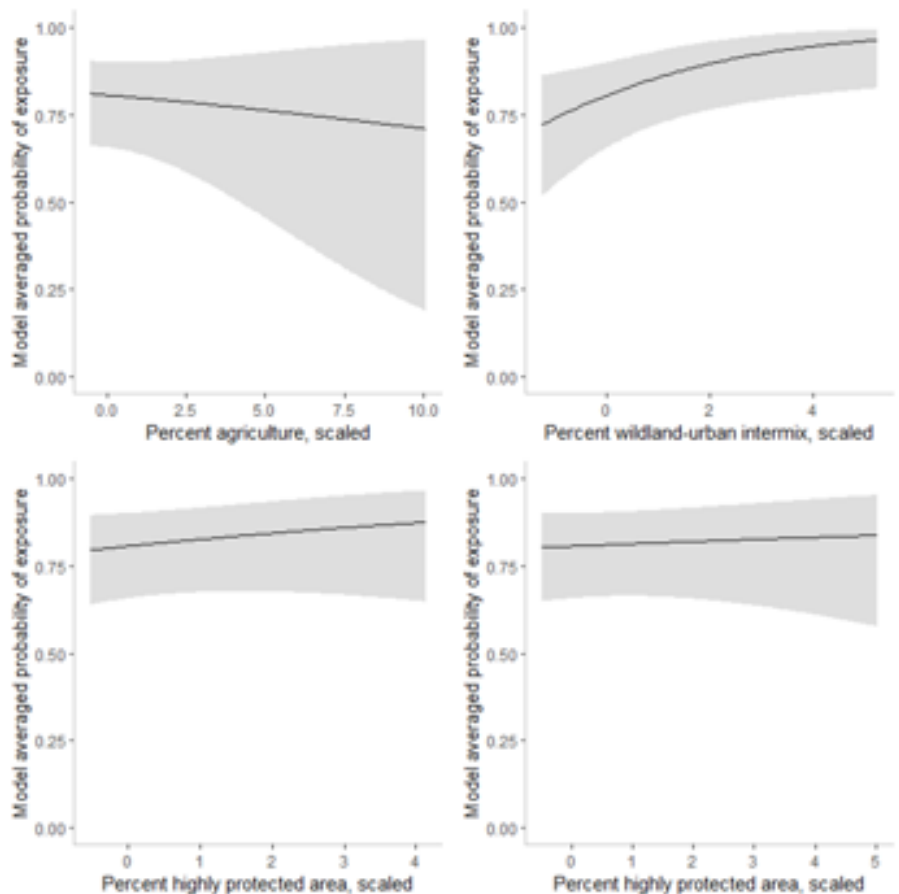 Model averaged probability of exposure
1.00
0.75
0.50
0.25
0.00
0.0 2.5 5.0 7.5 10.0
Percent agriculture, scaled
Model averaged probability of exposure
1.00
0.75
0.50
0.25
0.00
0 2 4
Percent wildland-urban intermix, scaled
Model averaged probability of exposure
1.00
0.75
0.50
0.25
0.00
0 1 2 3 4
Percent highly protected area, scaled
Model averaged probability of exposure
1.00
0.75
0.50
0.25
0.00
0 1 2 3 4 5
Percent highly protected area, scaled